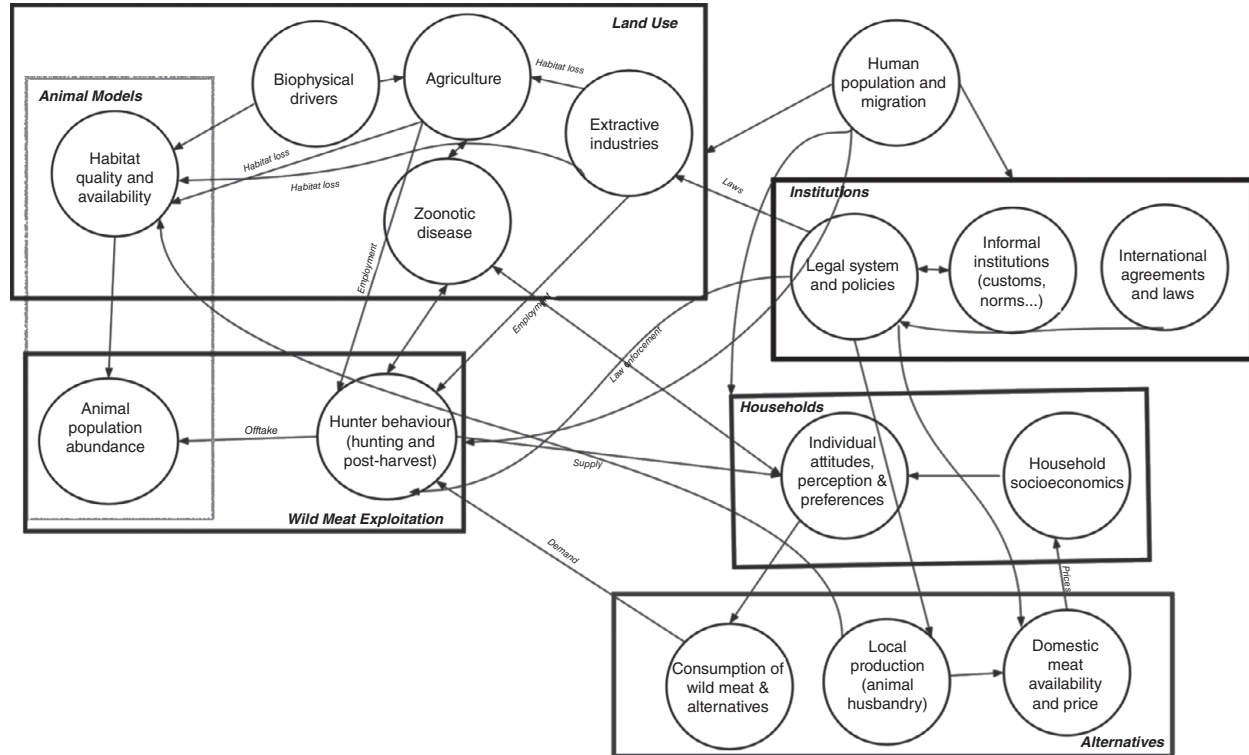 Land Use
Biophysical
drivers
Agriculture
Habitat loss
Extractive
industries
Human
population and
migration
Animal Models
Habitat
quality and
availability
Habitat loss
Habitat loss
Zoonotic
disease
Laws
Institutions
Legal system
and policies
Informal
institutions
(customs,
norms...)
International
agreements
and laws
Employment
Employment
Law enforcement
Animal
population
abundance
Offtake
Hunter behaviour
(hunting and
post-harvest)
Supply
Wild Meat Exploitation
Households
Individual
attitudes,
perception &
preferences
Household
socioeconomics
Demand
Prices
Consumption of
wild meat &
alternatives
Local
production
(animal
husbandry)
Domestic
meat
availability
and price
Alternatives